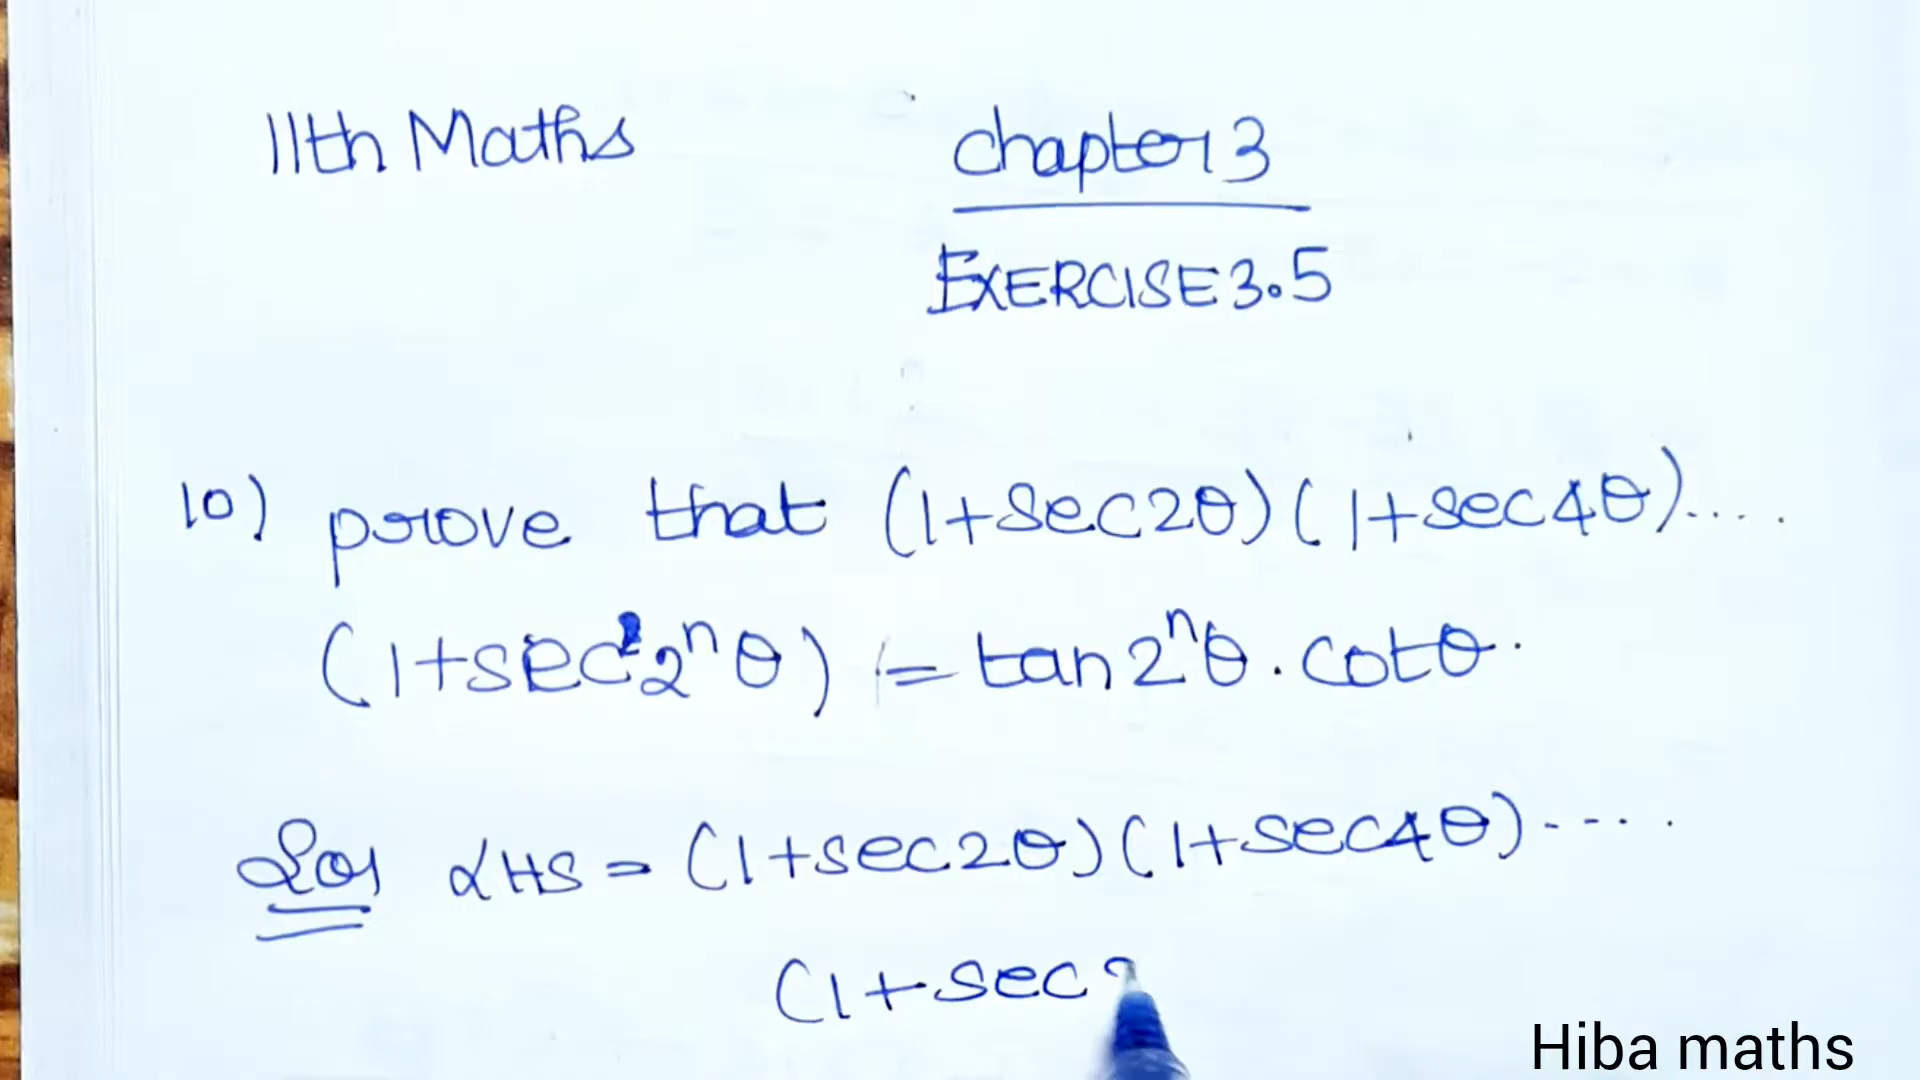 11th Maths
chapter 3
EXERCISE 3.5
10) prove that (1+sec2θ)(1+sec4θ)....
(1+sec2ⁿθ) = tan2ⁿθ.cotθ.
Sol LHS = (1+sec2θ)(1+sec4θ)....
(1+sec
Hiba maths